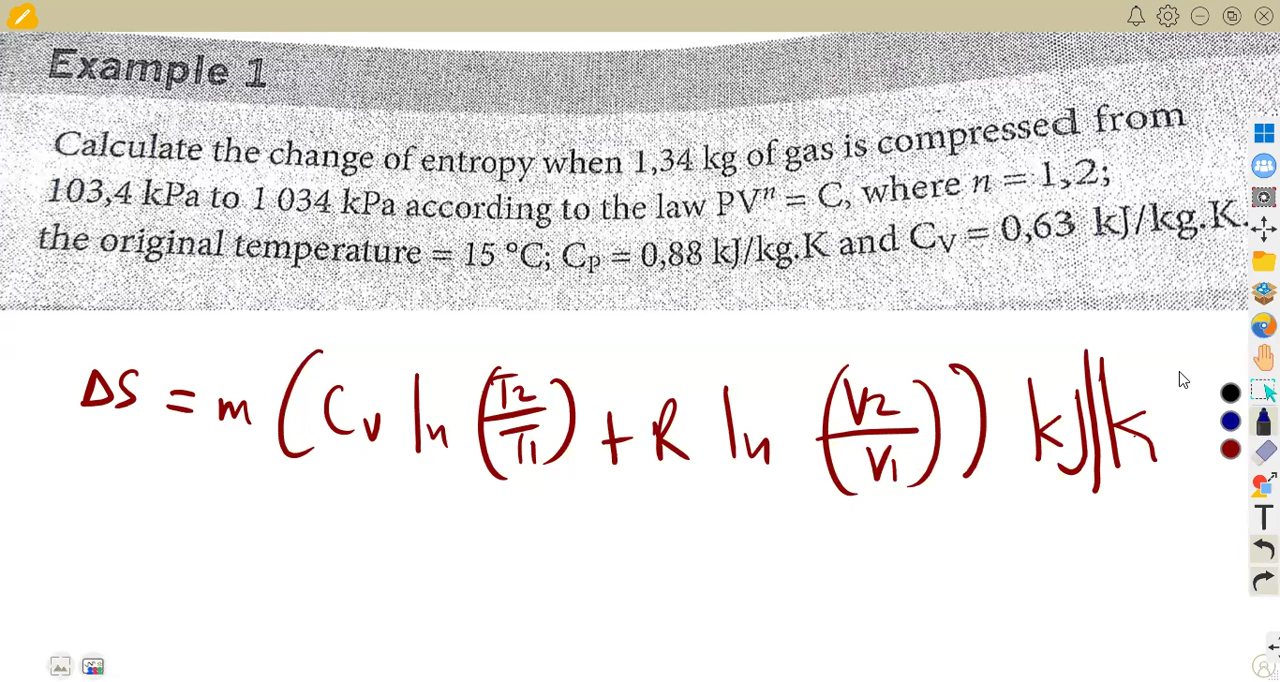 Example 1
Calculate the change of entropy when 1,34 kg of gas is compressed from
103,4 kPa to 1 034 kPa according to the law PVⁿ = C, where n = 1,2;
the original temperature = 15 °C; Cₚ = 0,88 kJ/kg.K and Cᵥ = 0,63 kJ/kg.K.
ΔS = m (Cv ln (T2/T1) + R ln (V2/V1)) kJ/K
T